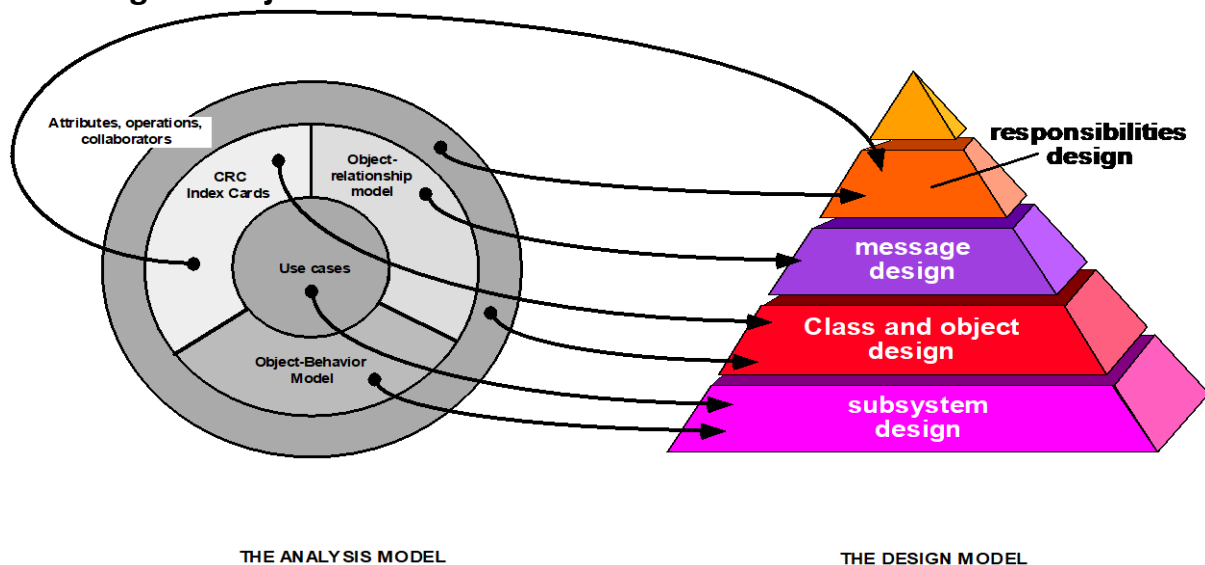 Attributes, operations,
collaborators
CRC
Index Cards
Object-
relationship
model
Use cases
Object-Behavior
Model
responsibilities
design
message
design
Class and object
design
subsystem
design
THE ANALYSIS MODEL
THE DESIGN MODEL